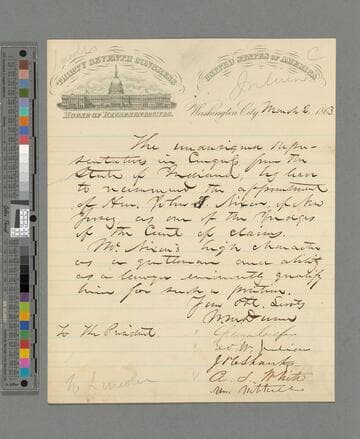 THIRTY SEVENTH CONGRESS
UNITED STATES OF AMERICA
HOUSE OF REPRESENTATIVES.
Washington City, March 2, 1863
The undersigned Repre-
sentatives in Congress from the
State of Indiana, beg leave
to recommend the appointment
of Hon. John T. Nixon, of New
Jersey, as one of the Judges
of the Court of Claims.
Mr. Nixon's high character
as a gentleman and ability
as a lawyer eminently qualify
him for such a position.
Your Obt. Svts
W. M. Dunn
Geo. W. Julian
J P C Shanks
A. S. White
Wm. Mitchell
To The President.
To Lincoln